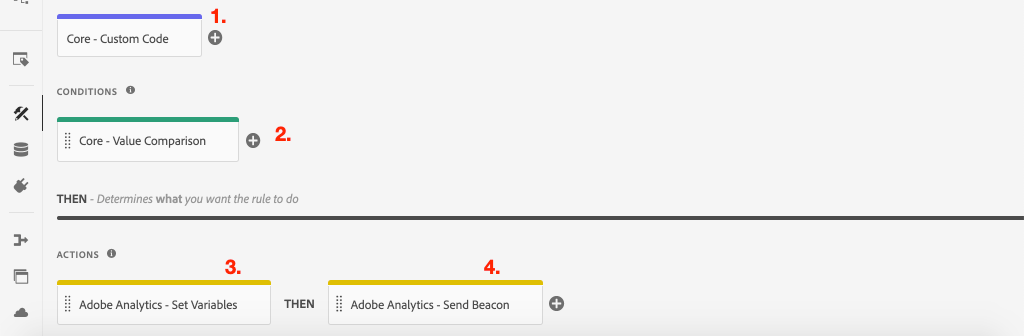 1.
Core - Custom Code
CONDITIONS
2.
Core - Value Comparison
THEN - Determines what you want the rule to do
ACTIONS
3. 4.
Adobe Analytics - Set Variables THEN Adobe Analytics - Send Beacon